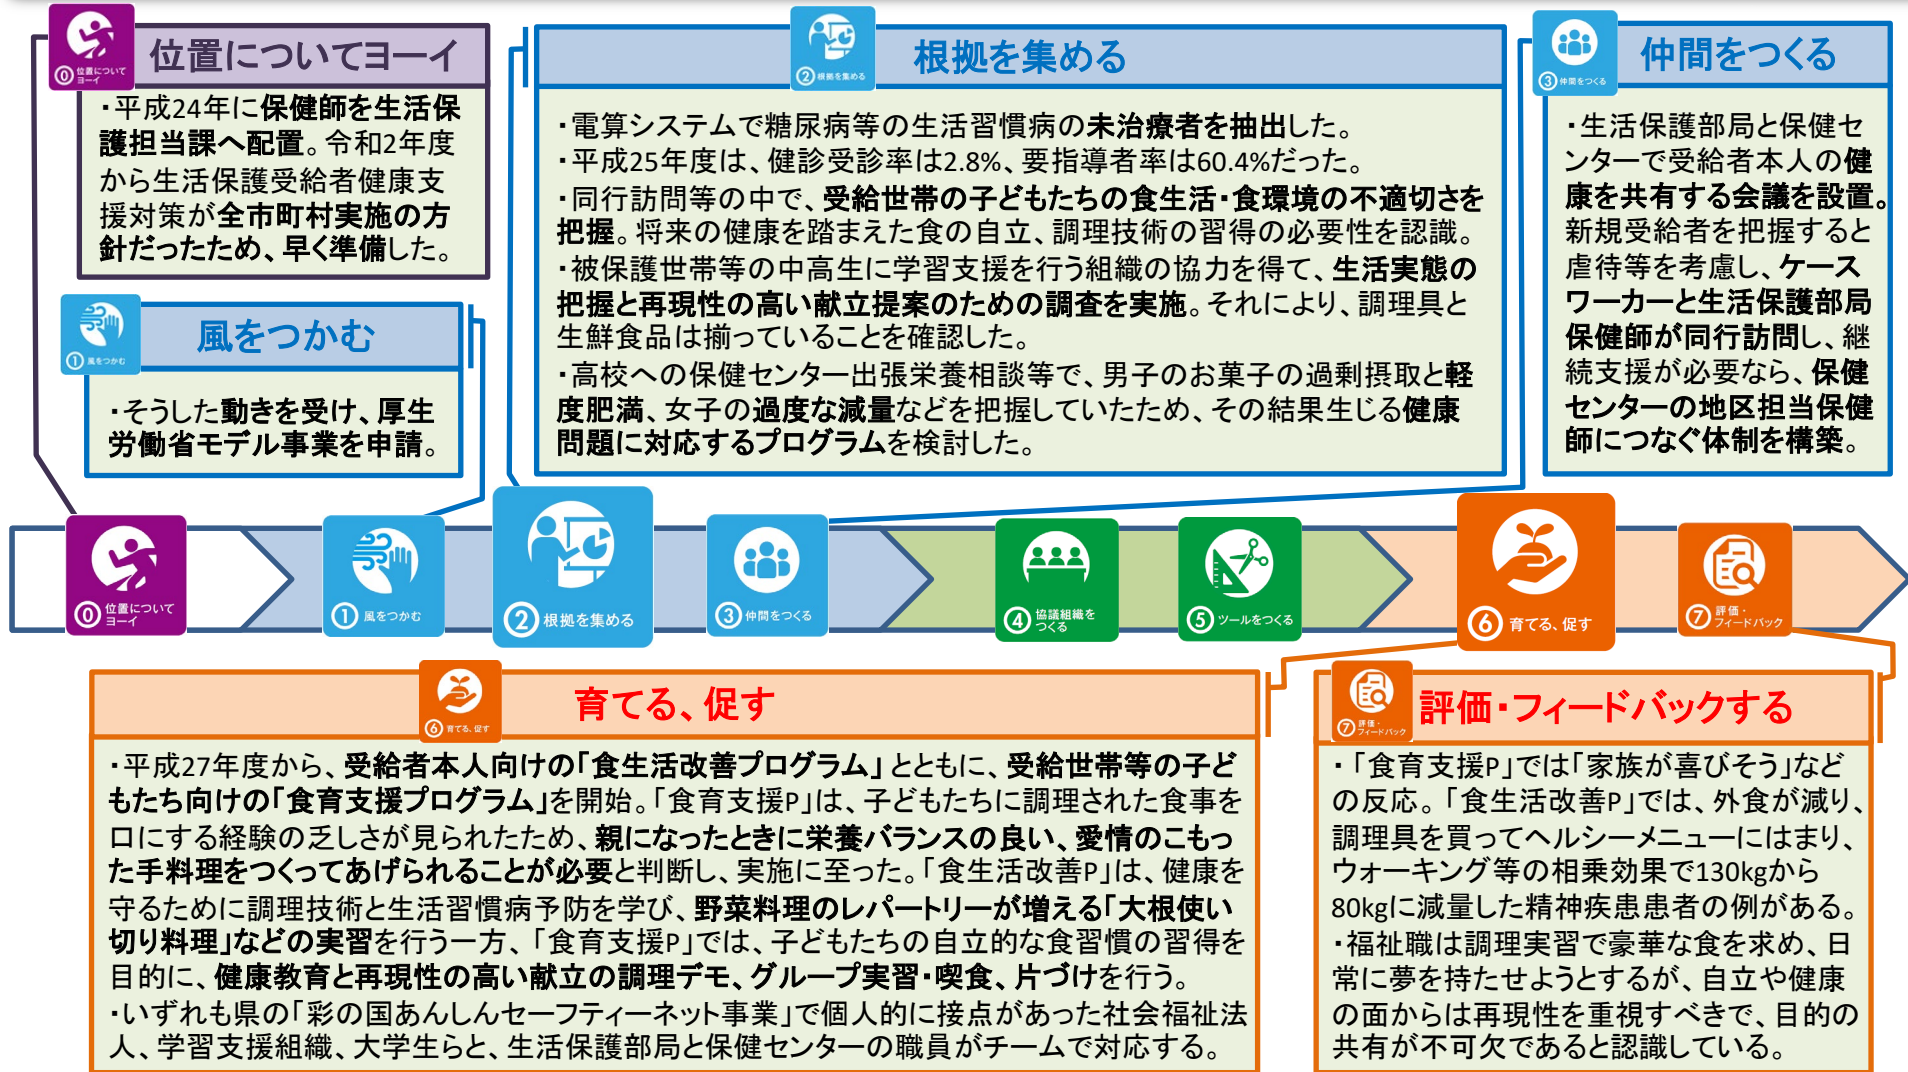 ⓪ 位置について
ヨーイ
位置についてヨーイ
・平成24年に保健師を生活保
護担当課へ配置。令和2年度
から生活保護受給者健康支
援対策が全市町村実施の方
針だったため、早く準備した。
① 風をつかむ
風をつかむ
・そうした動きを受け、厚生
労働省モデル事業を申請。
② 根拠を集める
根拠を集める
・電算システムで糖尿病等の生活習慣病の未治療者を抽出した。
・平成25年度は、健診受診率は2.8%、要指導者率は60.4%だった。
・同行訪問等の中で、受給世帯の子どもたちの食生活・食環境の不適切さを
把握。将来の健康を踏まえた食の自立、調理技術の習得の必要性を認識。
・被保護世帯等の中高生に学習支援を行う組織の協力を得て、生活実態の
把握と再現性の高い献立提案のための調査を実施。それにより、調理具と
生鮮食品は揃っていることを確認した。
・高校への保健センター出張栄養相談等で、男子のお菓子の過剰摂取と軽
度肥満、女子の過度な減量などを把握していたため、その結果生じる健康
問題に対応するプログラムを検討した。
③ 仲間をつくる
仲間をつくる
・生活保護部局と保健セ
ンターで受給者本人の健
康を共有する会議を設置。
新規受給者を把握すると
虐待等を考慮し、ケース
ワーカーと生活保護部局
保健師が同行訪問し、継
続支援が必要なら、保健
センターの地区担当保健
師につなぐ体制を構築。
⓪ 位置について
ヨーイ
① 風をつかむ
② 根拠を集める
③ 仲間をつくる
④ 協議組織を
つくる
⑤ ツールをつくる
⑥ 育てる、促す
⑦ 評価・
フィードバック
⑥ 育てる、促す
育てる、促す
・平成27年度から、受給者本人向けの「食生活改善プログラム」とともに、受給世帯等の子ど
もたち向けの「食育支援プログラム」を開始。「食育支援P」は、子どもたちに調理された食事を
口にする経験の乏しさが見られたため、親になったときに栄養バランスの良い、愛情のこもっ
た手料理をつくってあげられることが必要と判断し、実施に至った。「食生活改善P」は、健康を
守るために調理技術と生活習慣病予防を学び、野菜料理のレパートリーが増える「大根使い
切り料理」などの実習を行う一方、「食育支援P」では、子どもたちの自立的な食習慣の習得を
目的に、健康教育と再現性の高い献立の調理デモ、グループ実習・喫食、片づけを行う。
・いずれも県の「彩の国あんしんセーフティーネット事業」で個人的に接点があった社会福祉法
人、学習支援組織、大学生らと、生活保護部局と保健センターの職員がチームで対応する。
⑦ 評価・
フィードバック
評価・フィードバックする
・「食育支援P」では「家族が喜びそう」など
の反応。「食生活改善P」では、外食が減り、
調理具を買ってヘルシーメニューにはまり、
ウォーキング等の相乗効果で130kgから
80kgに減量した精神疾患患者の例がある。
・福祉職は調理実習で豪華な食を求め、日
常に夢を持たせようとするが、自立や健康
の面からは再現性を重視すべきで、目的の
共有が不可欠であると認識している。